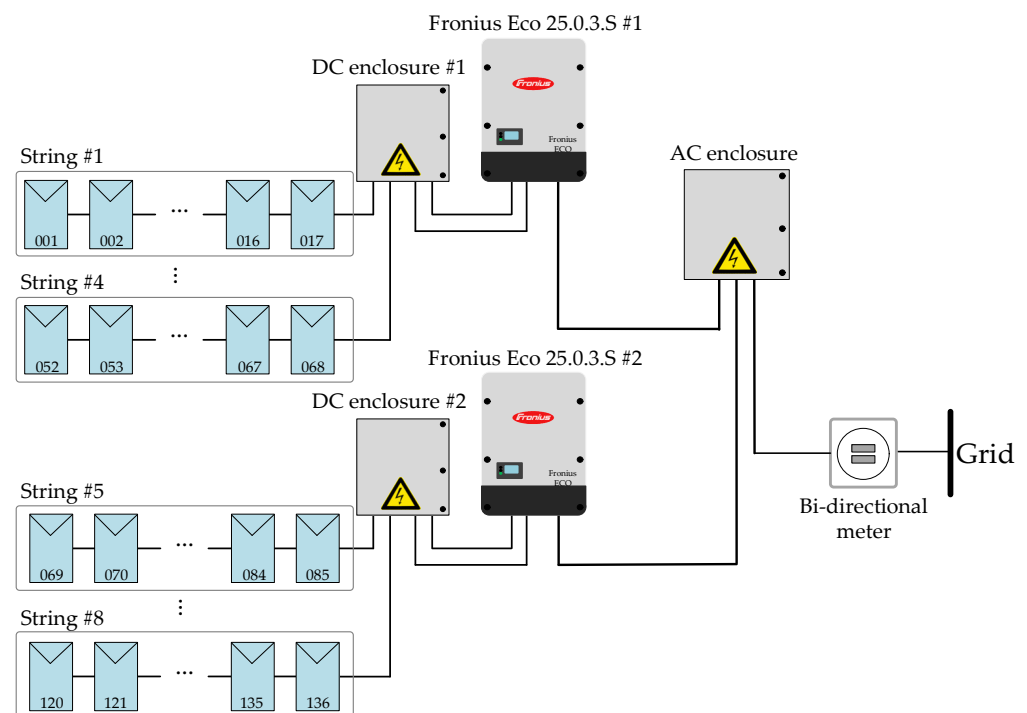 Fronius Eco 25.0.3.S #1
DC enclosure #1
Fronius
Fronius
ECO
String #1
001 002 ... 016 017
AC enclosure
String #4
052 053 ... 067 068
Fronius Eco 25.0.3.S #2
DC enclosure #2
Fronius
Fronius
ECO
Grid
Bi-directional
meter
String #5
069 070 ... 084 085
String #8
120 121 ... 135 136